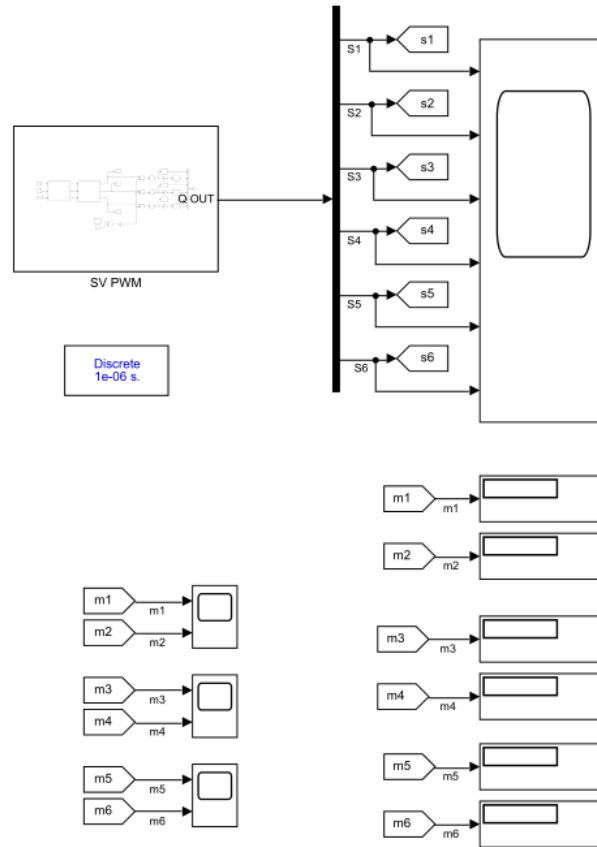 S1
s1
S2
s2
S3
s3
Q OUT
S4
s4
SV PWM
S5
s5
Discrete
1e-06 s.
S6
s6
m1
m1
m2
m2
m1
m1
m2
m2
m3
m3
m4
m4
m5
m5
m6
m6
m3
m3
m4
m4
m5
m5
m6
m6